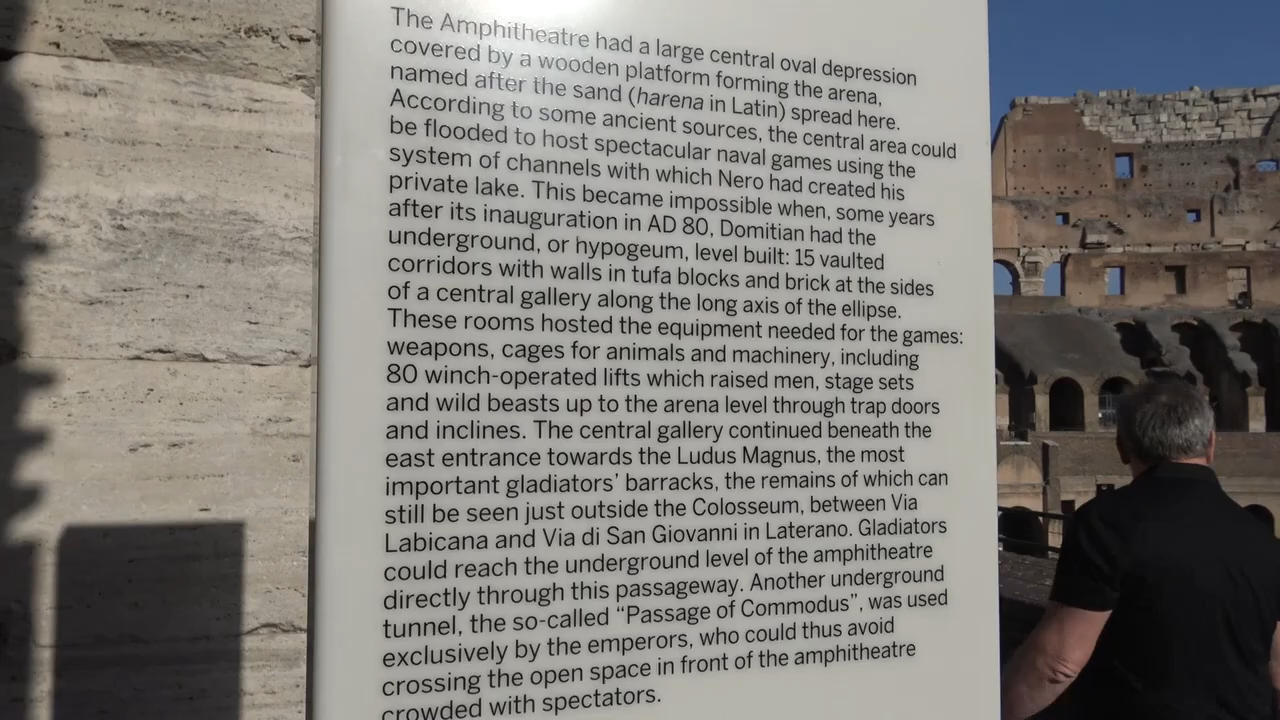 The Amphitheatre had a large central oval depression
covered by a wooden platform forming the arena,
named after the sand (harena in Latin) spread here.
According to some ancient sources, the central area could
be flooded to host spectacular naval games using the
system of channels with which Nero had created his
private lake. This became impossible when, some years
after its inauguration in AD 80, Domitian had the
underground, or hypogeum, level built: 15 vaulted
corridors with walls in tufa blocks and brick at the sides
of a central gallery along the long axis of the ellipse.
These rooms hosted the equipment needed for the games:
weapons, cages for animals and machinery, including
80 winch-operated lifts which raised men, stage sets
and wild beasts up to the arena level through trap doors
and inclines. The central gallery continued beneath the
east entrance towards the Ludus Magnus, the most
important gladiators’ barracks, the remains of which can
still be seen just outside the Colosseum, between Via
Labicana and Via di San Giovanni in Laterano. Gladiators
could reach the underground level of the amphitheatre
directly through this passageway. Another underground
tunnel, the so-called “Passage of Commodus”, was used
exclusively by the emperors, who could thus avoid
crossing the open space in front of the amphitheatre
crowded with spectators.